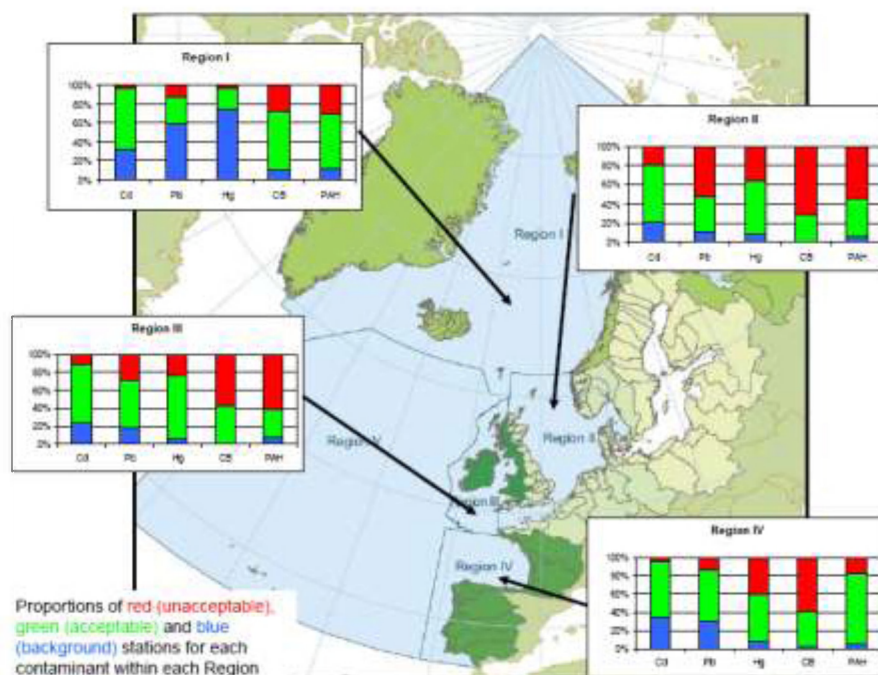 Region I
100%
80%
60%
40%
20%
0%
Cd Pb Hg CB PAH
Region II
100%
80%
60%
40%
20%
0%
Cd Pb Hg CB PAH
Region I
Region III
100%
80%
60%
40%
20%
0%
Cd Pb Hg CB PAH
Region V
Region II
Region III
Region IV
Region IV
100%
80%
60%
40%
20%
0%
Cd Pb Hg CB PAH
Proportions of red (unacceptable),
green (acceptable) and blue
(background) stations for each
contaminant within each Region